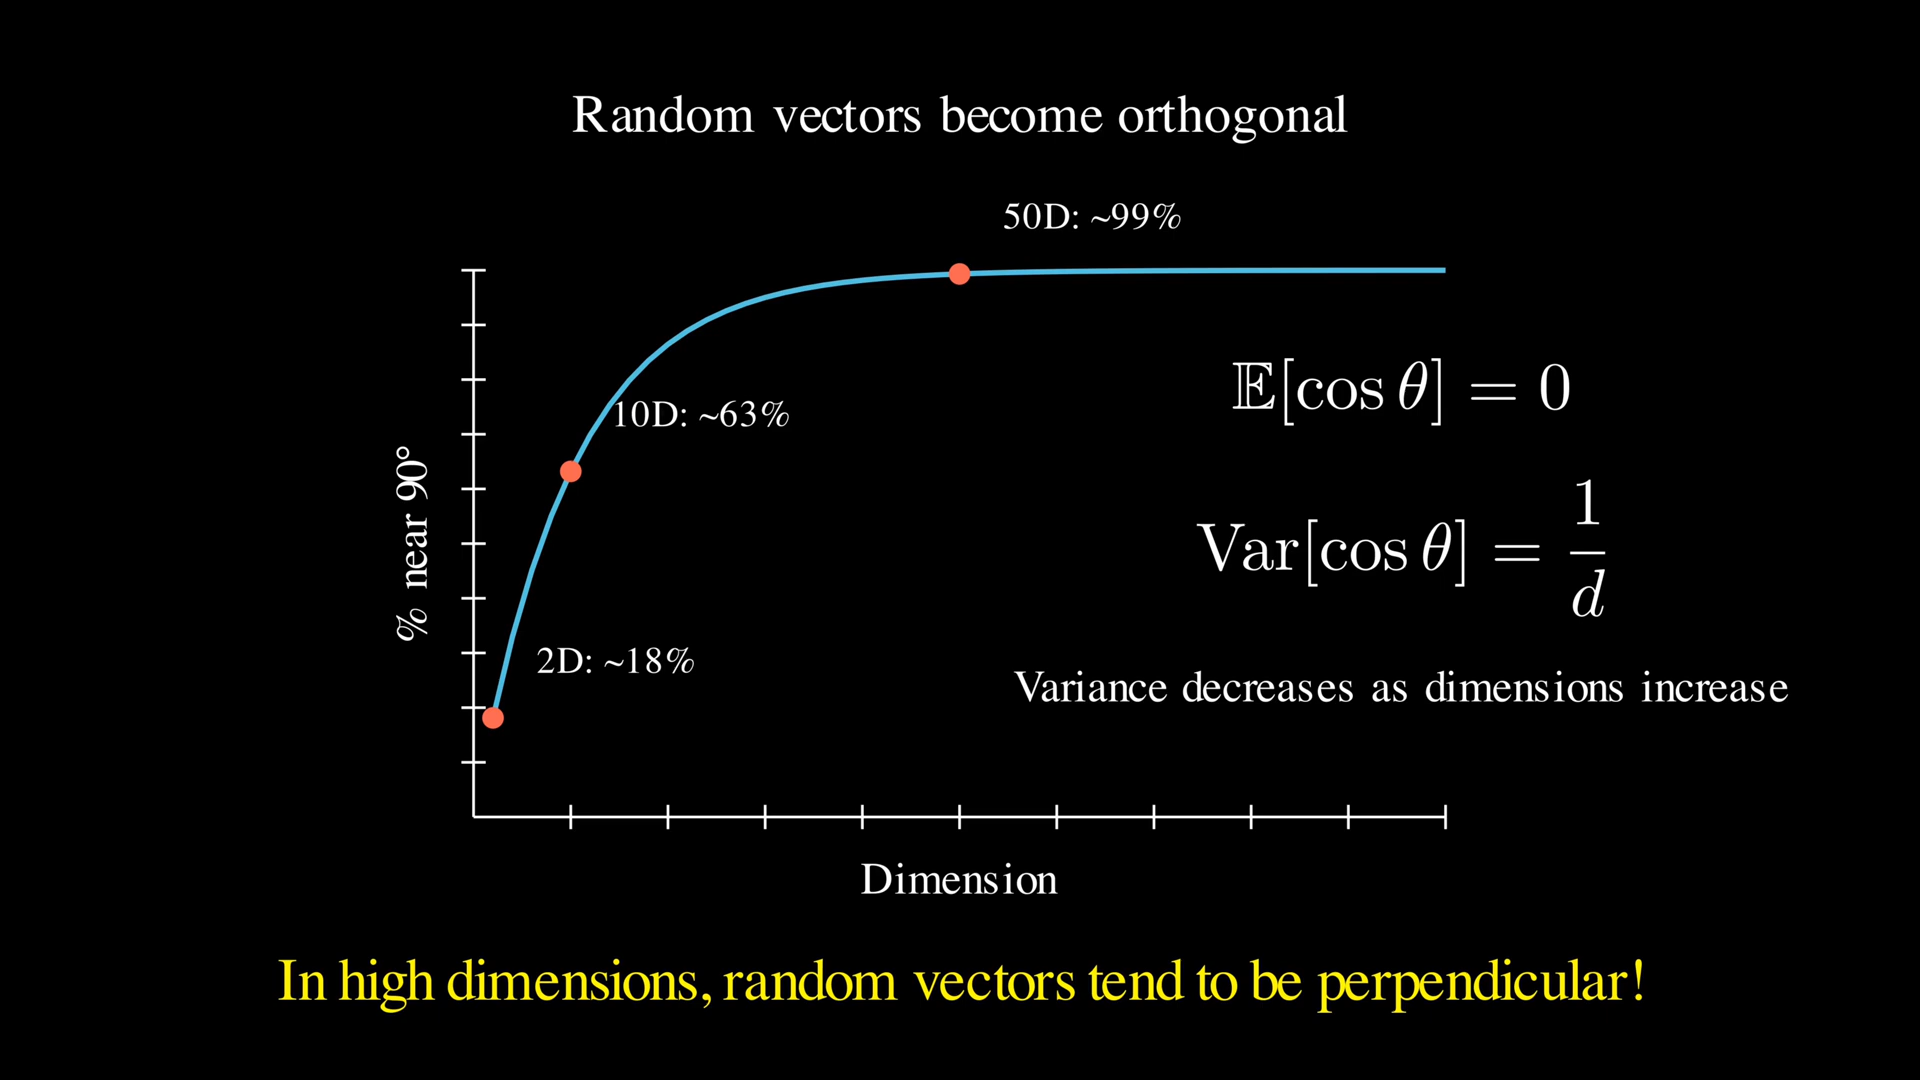 Random vectors become orthogonal
50D: ~99%
10D: ~63%
2D: ~18%
% near 90°
𝔼[cos θ] = 0
Var[cos θ] = 1/d
Variance decreases as dimensions increase
Dimension
In high dimensions, random vectors tend to be perpendicular!